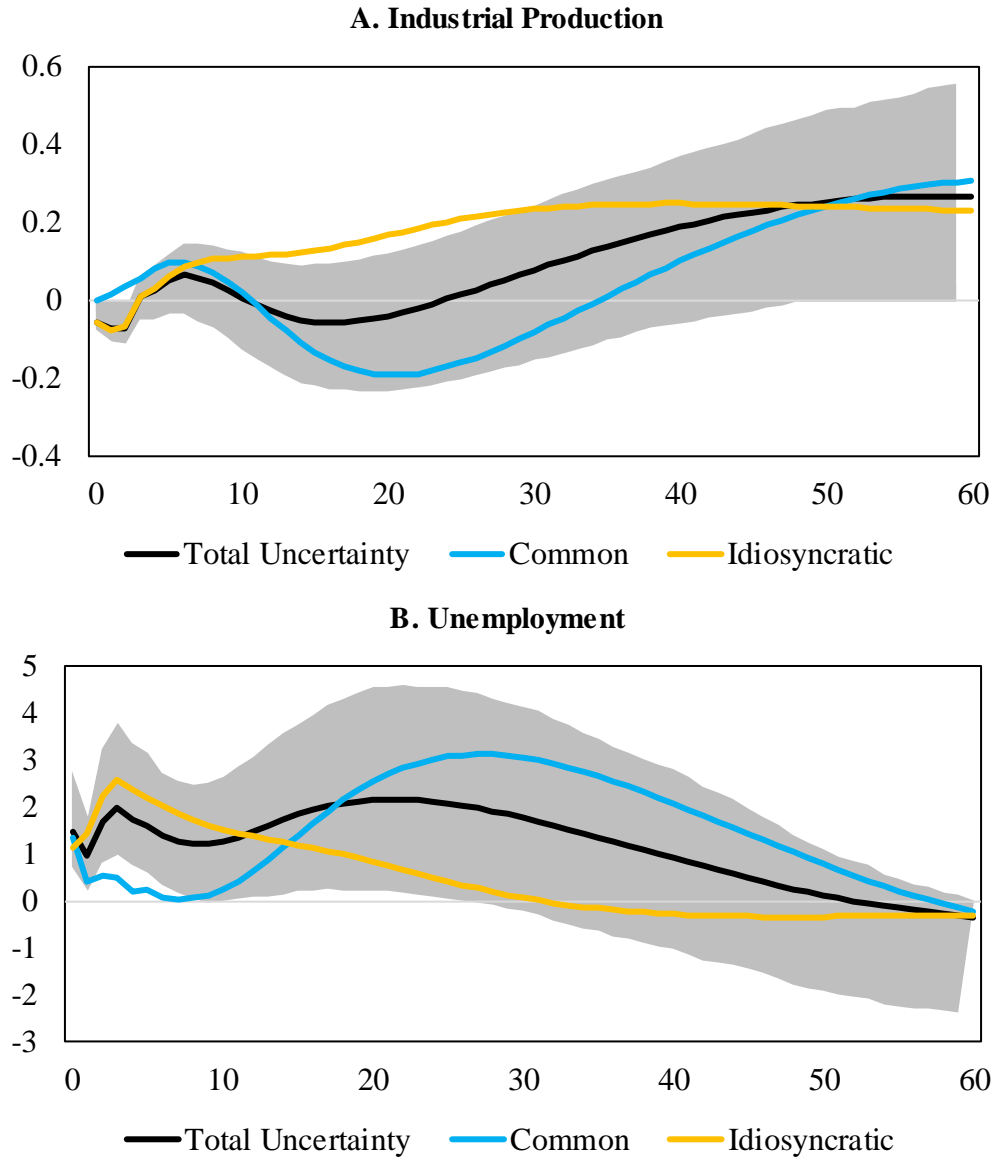 A. Industrial Production
0.6
0.4
0.2
0
-0.2
-0.4
0 10 20 30 40 50 60
Total Uncertainty Common Idiosyncratic
B. Unemployment
5
4
3
2
1
0
-1
-2
-3
0 10 20 30 40 50 60
Total Uncertainty Common Idiosyncratic